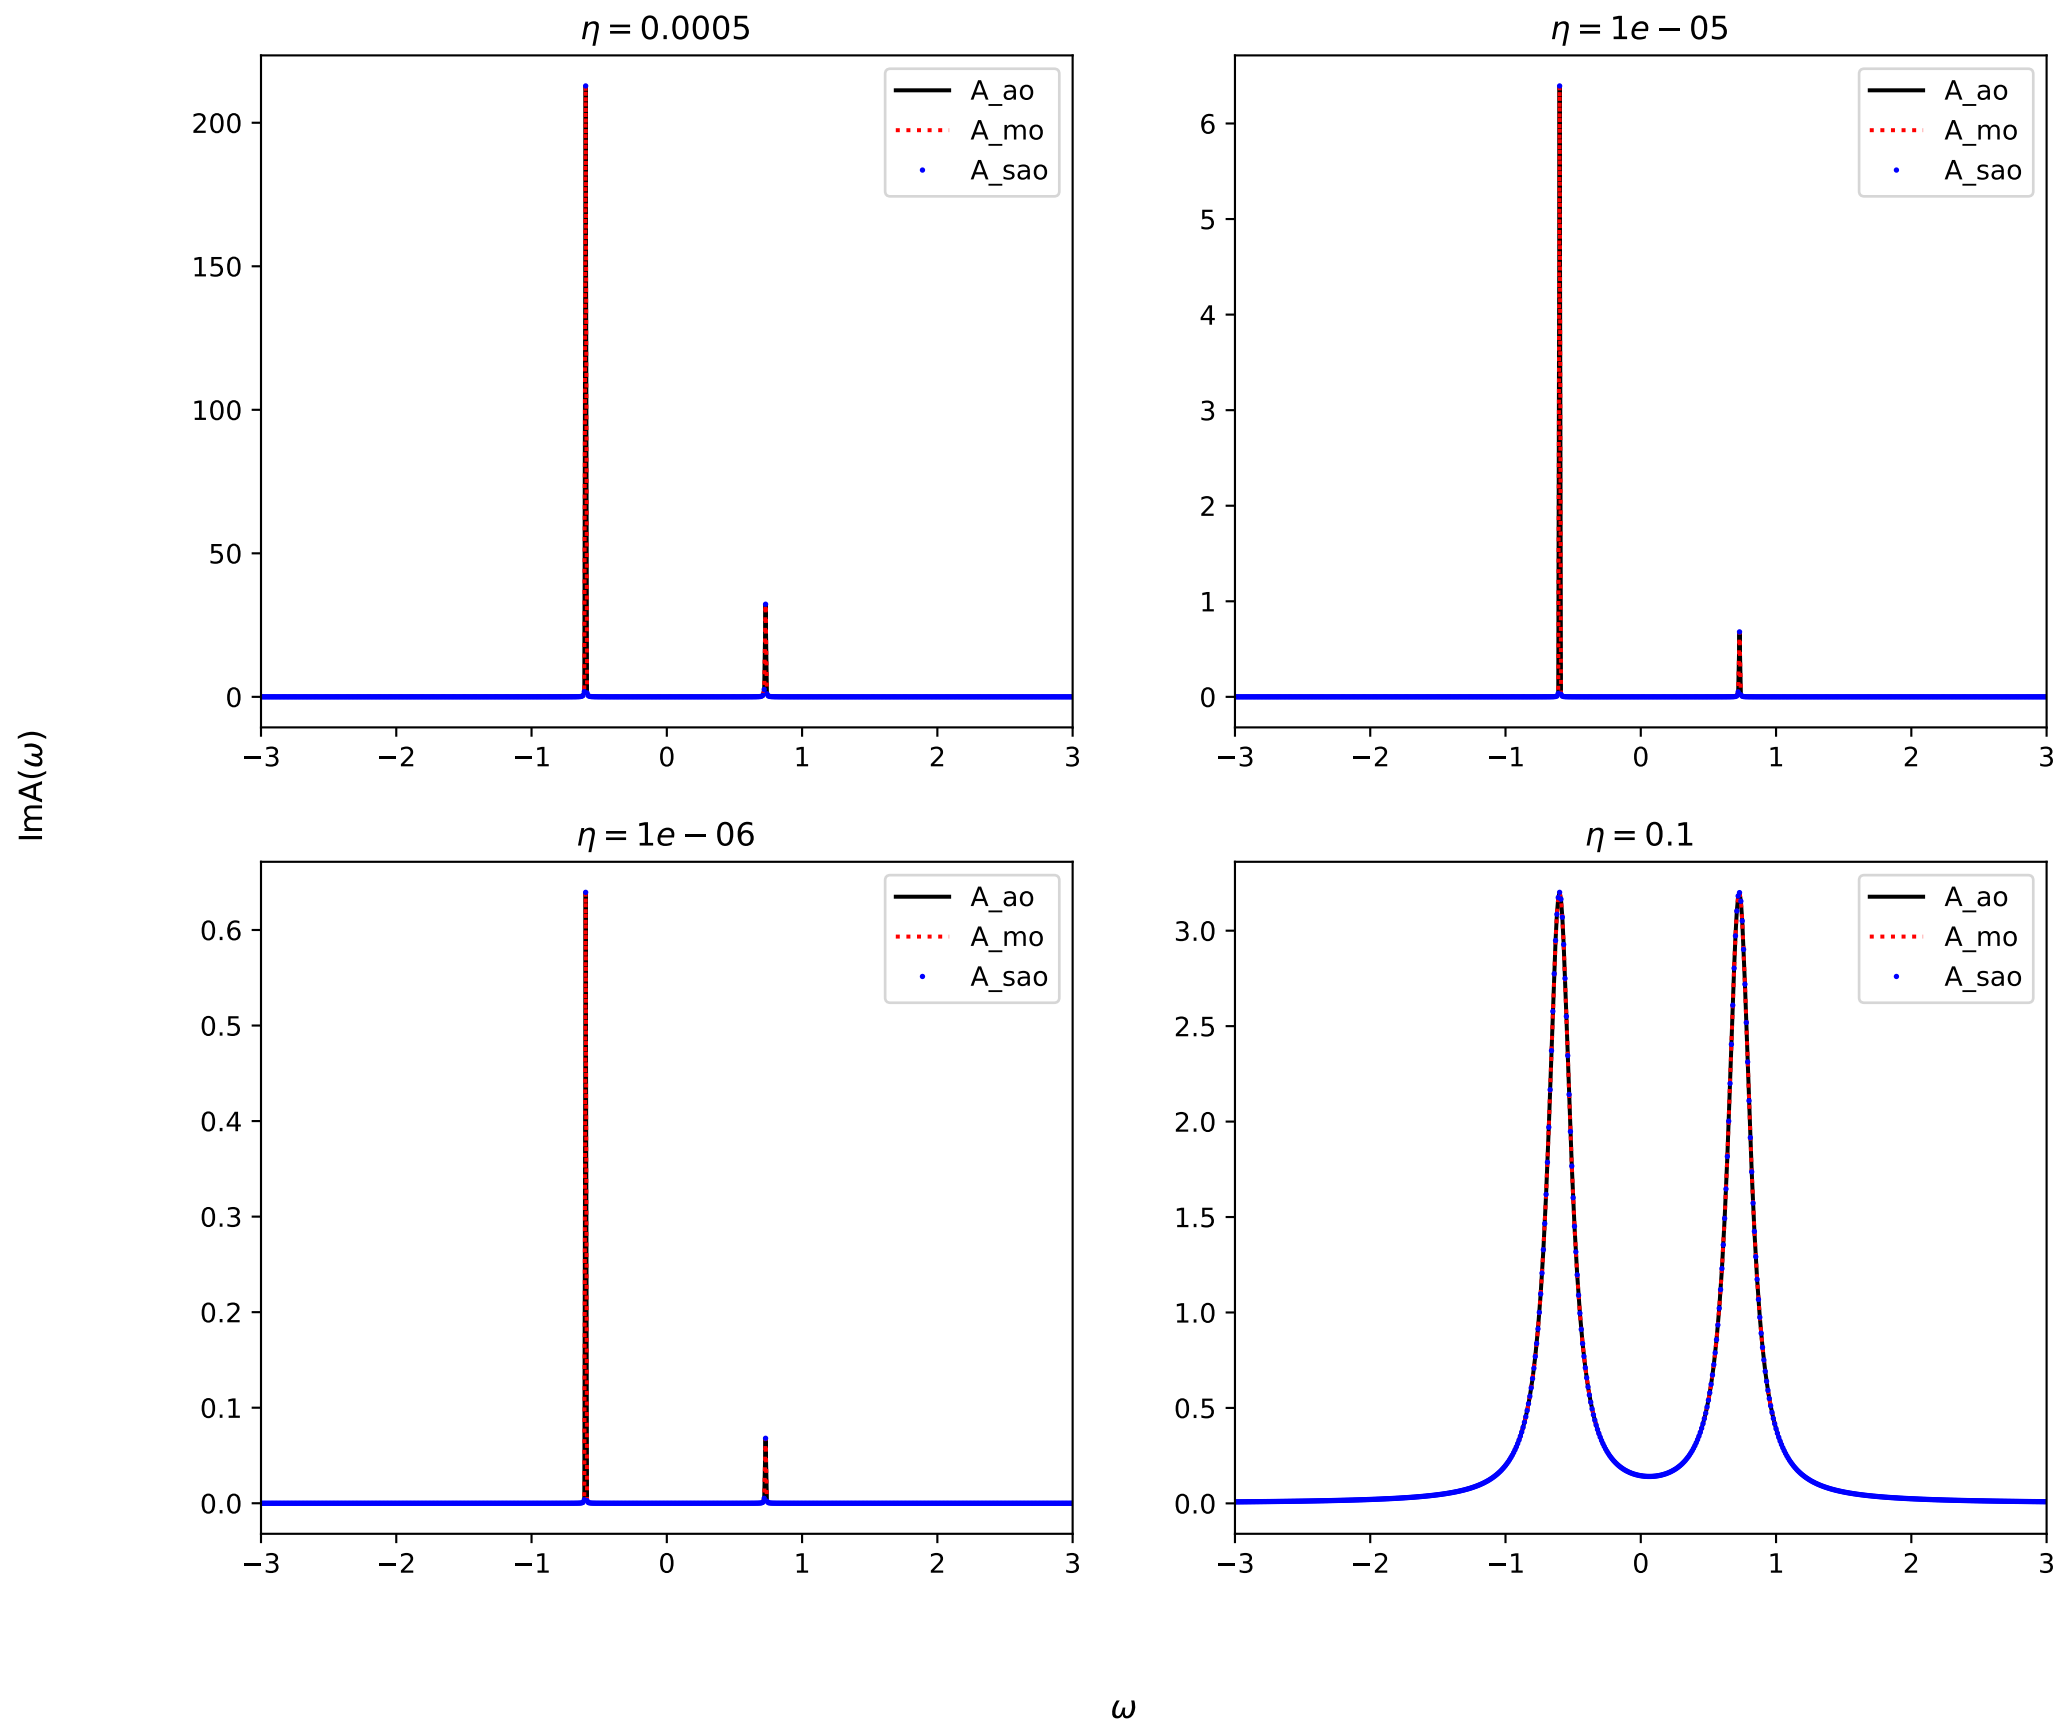 η = 0.0005
200
150
100
50
0
−3 −2 −1 0 1 2 3
A_ao
A_mo
A_sao
η = 1e − 05
6
5
4
3
2
1
0
−3 −2 −1 0 1 2 3
A_ao
A_mo
A_sao
ImA(ω)
η = 1e − 06
0.6
0.5
0.4
0.3
0.2
0.1
0.0
−3 −2 −1 0 1 2 3
A_ao
A_mo
A_sao
η = 0.1
3.0
2.5
2.0
1.5
1.0
0.5
0.0
−3 −2 −1 0 1 2 3
A_ao
A_mo
A_sao
ω